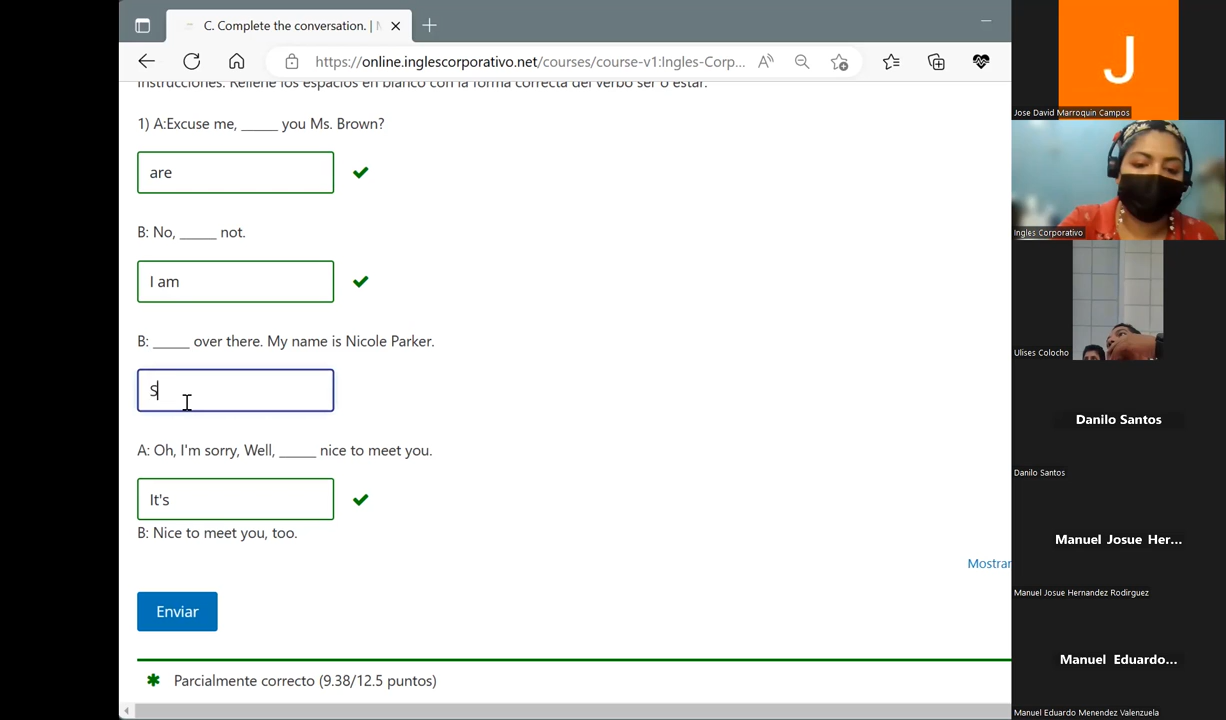 C. Complete the conversation. |
https://online.inglescorporativo.net/courses/course-v1:Ingles-Corp...
Instrucciones: Rellene los espacios en blanco con la forma correcta del verbo ser o estar.
1) A:Excuse me, _____ you Ms. Brown?
are
B: No, _____ not.
I am
B: _____ over there. My name is Nicole Parker.
S
A: Oh, I'm sorry, Well, _____ nice to meet you.
It's
B: Nice to meet you, too.
Mostrar
Enviar
Parcialmente correcto (9.38/12.5 puntos)
J
Jose David Marroquin Campos
Ingles Corporativo
Ulises Colocho
Danilo Santos
Danilo Santos
Manuel Josue Her...
Manuel Josue Hernandez Rodirguez
Manuel Eduardo...
Manuel Eduardo Menendez Valenzuela